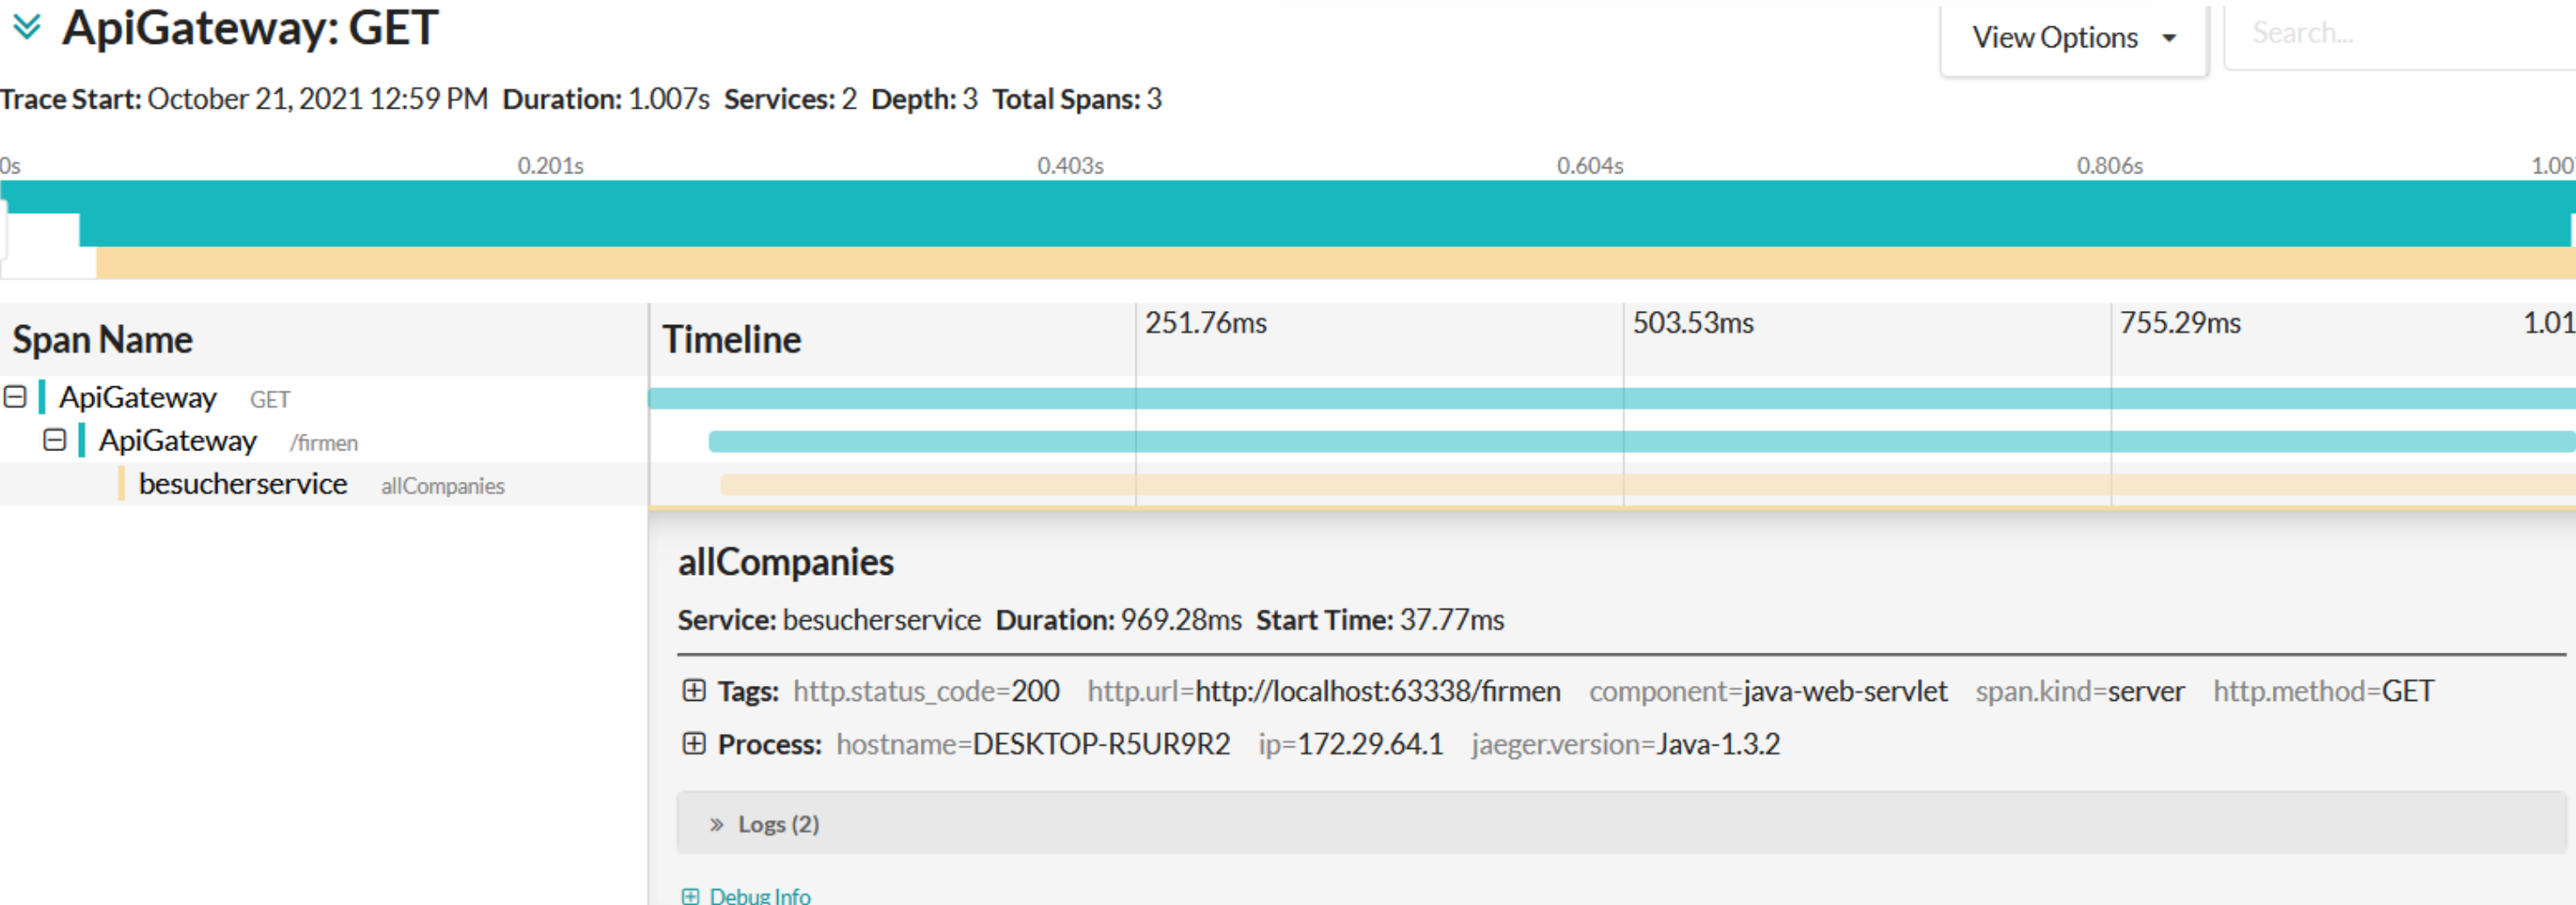 ApiGateway: GET
View Options
Search...
Trace Start: October 21, 2021 12:59 PM Duration: 1.007s Services: 2 Depth: 3 Total Spans: 3
0s 0.201s 0.403s 0.604s 0.806s 1.00
Span Name Timeline 251.76ms 503.53ms 755.29ms 1.01
ApiGateway GET
ApiGateway /firmen
besucherservice allCompanies
allCompanies
Service: besucherservice Duration: 969.28ms Start Time: 37.77ms
Tags: http.status_code=200 http.url=http://localhost:63338/firmen component=java-web-servlet span.kind=server http.method=GET
Process: hostname=DESKTOP-R5UR9R2 ip=172.29.64.1 jaeger.version=Java-1.3.2
Logs (2)
Debug Info